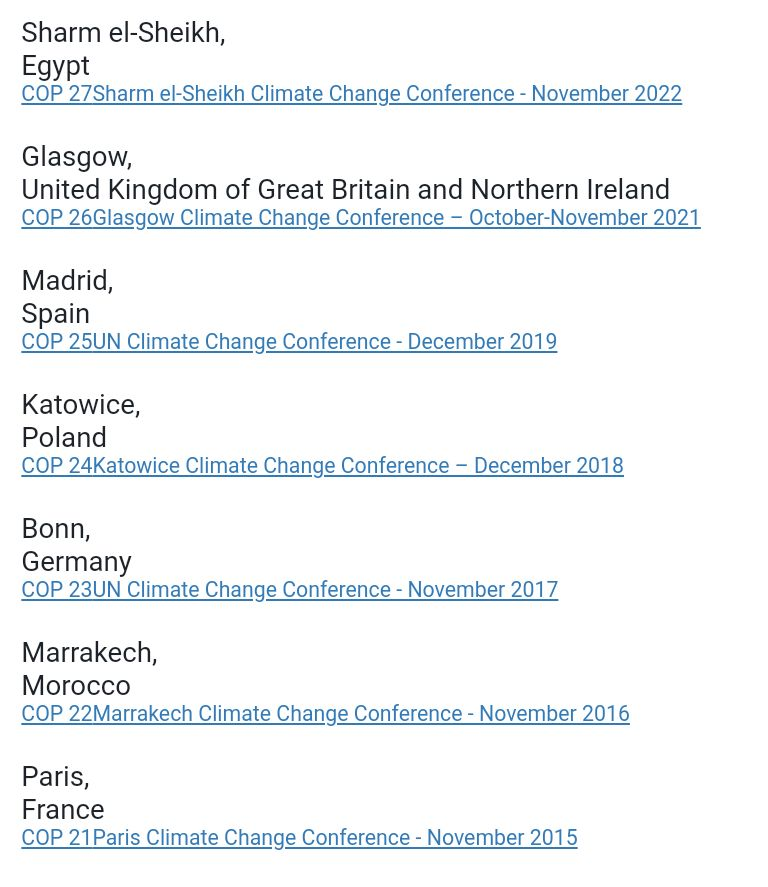 Sharm el-Sheikh,
Egypt
COP 27Sharm el-Sheikh Climate Change Conference - November 2022
Glasgow,
United Kingdom of Great Britain and Northern Ireland
COP 26Glasgow Climate Change Conference – October-November 2021
Madrid,
Spain
COP 25UN Climate Change Conference - December 2019
Katowice,
Poland
COP 24Katowice Climate Change Conference – December 2018
Bonn,
Germany
COP 23UN Climate Change Conference - November 2017
Marrakech,
Morocco
COP 22Marrakech Climate Change Conference - November 2016
Paris,
France
COP 21Paris Climate Change Conference - November 2015